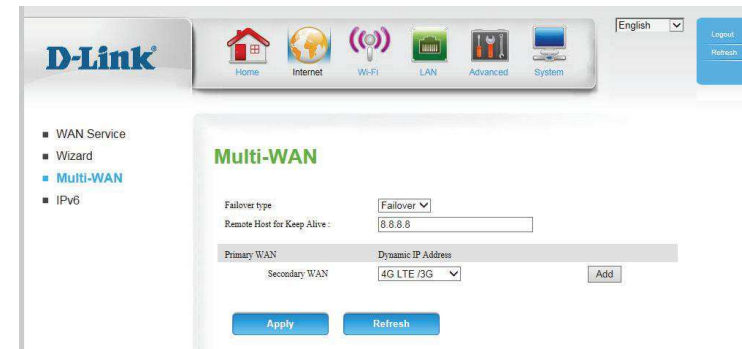 D-Link
Home
Internet
Wi-Fi
LAN
Advanced
System
English
Logout
Refresh
WAN Service
Wizard
Multi-WAN
IPv6
Multi-WAN
Failover type Failover
Remote Host for Keep Alive : 8.8.8.8
Primary WAN Dynamic IP Address
Secondary WAN 4G LTE /3G Add
Apply Refresh